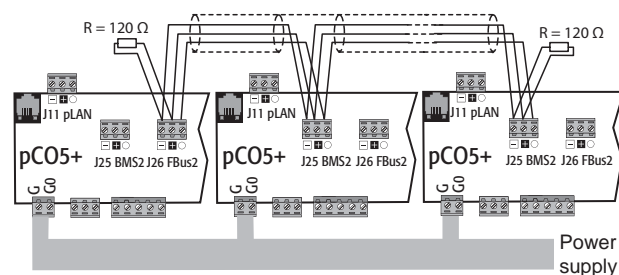 R = 120 Ω
R = 120 Ω
J11 pLAN
J11 pLAN
J11 pLAN
pCO5+
J25 BMS2
J26 FBus2
pCO5+
J25 BMS2
J26 FBus2
pCO5+
J25 BMS2
J26 FBus2
G
G0
G
G0
G
G0
Power
supply